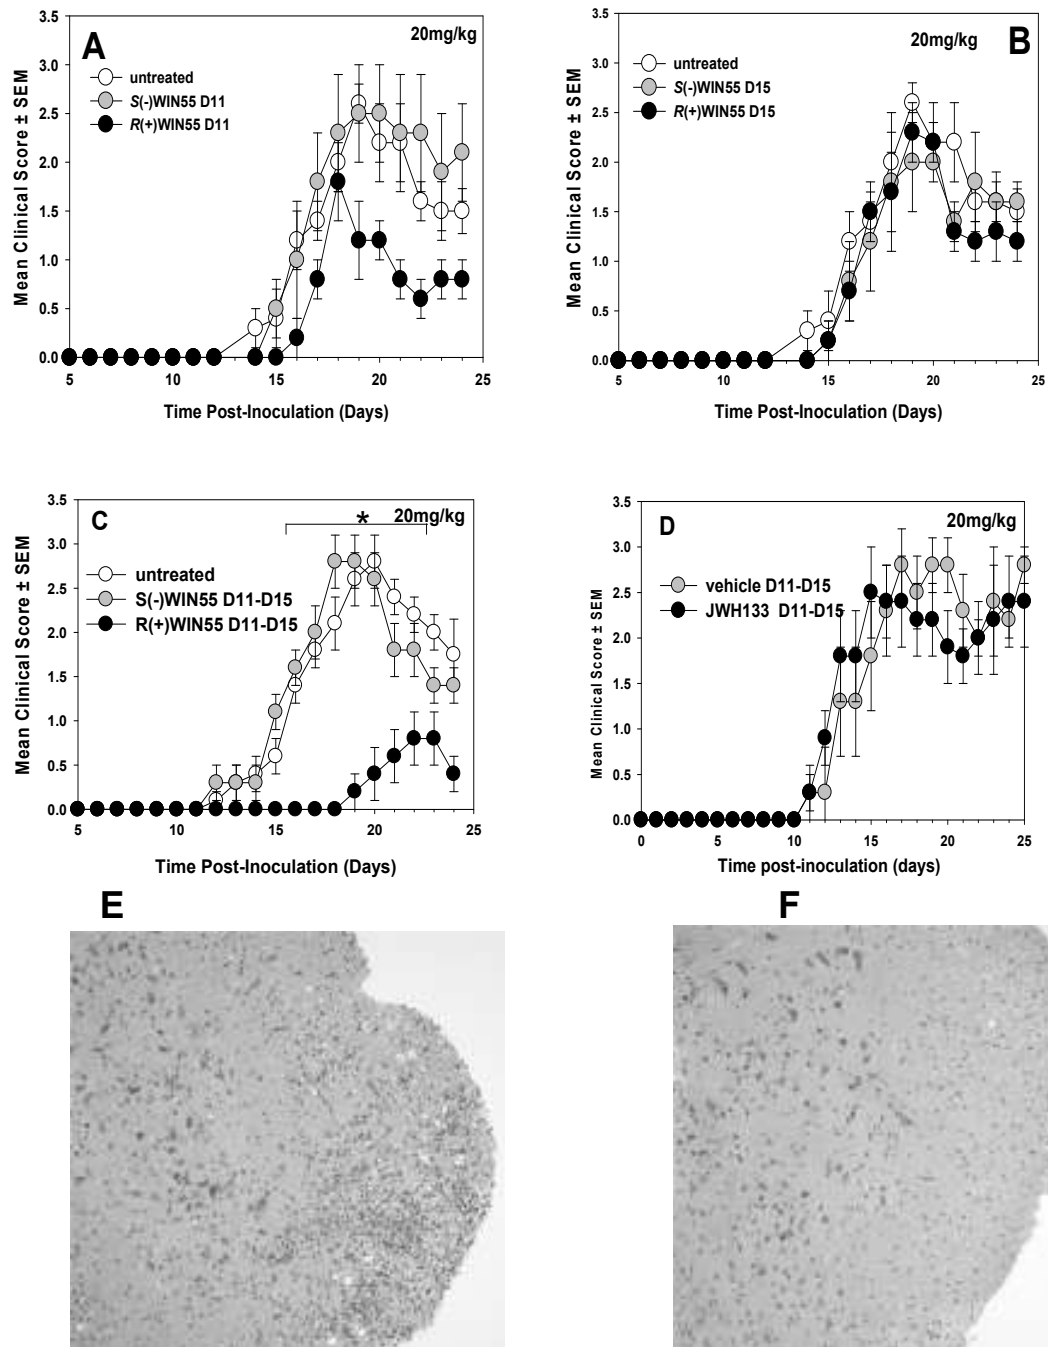 A
20mg/kg
untreated
S(-)WIN55 D11
R(+)WIN55 D11
Mean Clinical Score ± SEM
3.5
3.0
2.5
2.0
1.5
1.0
0.5
0.0
5 10 15 20 25
Time Post-Inoculation (Days)
B
20mg/kg
untreated
S(-)WIN55 D15
R(+)WIN55 D15
Mean Clinical Score ± SEM
3.5
3.0
2.5
2.0
1.5
1.0
0.5
0.0
5 10 15 20 25
Time Post-Inoculation (Days)
C
* 20mg/kg
untreated
S(-)WIN55 D11-D15
R(+)WIN55 D11-D15
Mean Clinical Score ± SEM
3.5
3.0
2.5
2.0
1.5
1.0
0.5
0.0
5 10 15 20 25
Time Post-Inoculation (Days)
D
20mg/kg
vehicle D11-D15
JWH133 D11-D15
Mean Clinical Score ± SEM
3.5
3.0
2.5
2.0
1.5
1.0
0.5
0.0
0 5 10 15 20 25
Time post-inoculation (days)
E
F